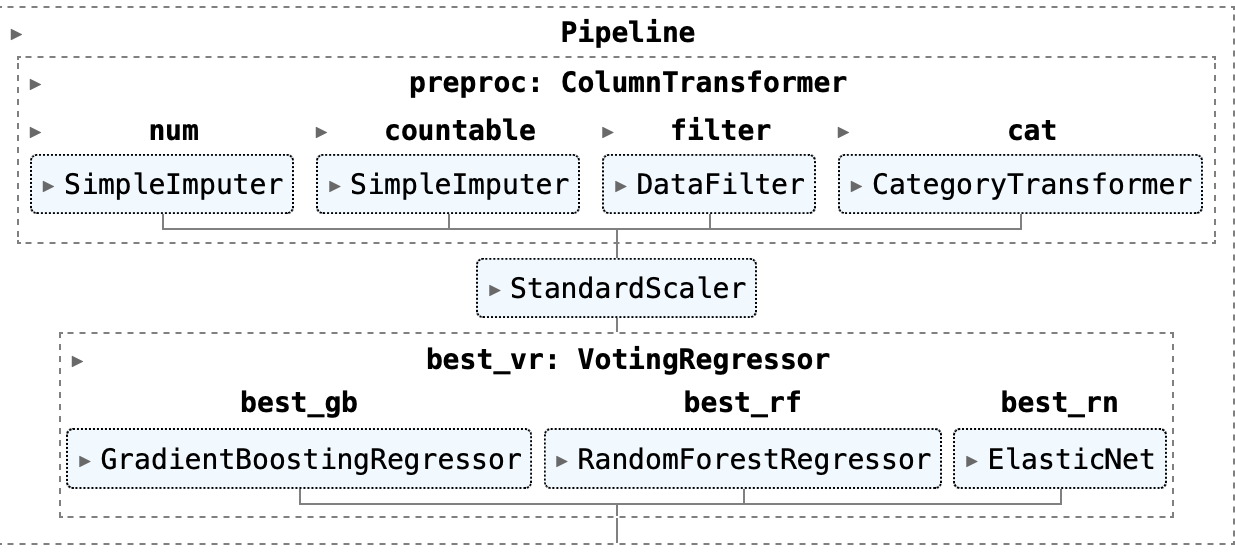 Pipeline
preproc: ColumnTransformer
num countable filter cat
SimpleImputer SimpleImputer DataFilter CategoryTransformer
StandardScaler
best_vr: VotingRegressor
best_gb best_rf best_rn
GradientBoostingRegressor RandomForestRegressor ElasticNet